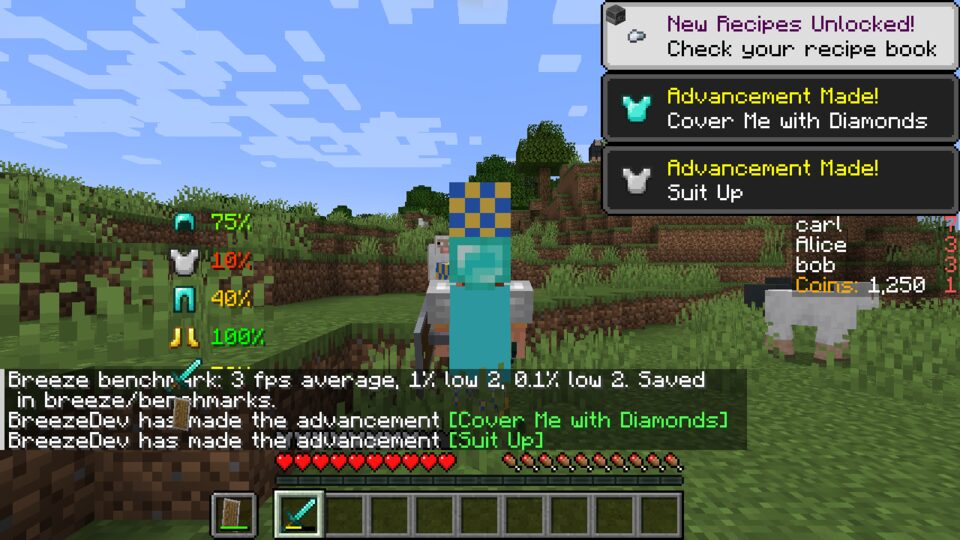 New Recipes Unlocked!
Check your recipe book
Advancement Made!
Cover Me with Diamonds
Advancement Made!
Suit Up
carl
Alice 3
bob 3
Coins: 1,250 1
75%
10%
40%
100%
Breeze benchmark: 3 fps average, 1% low 2, 0.1% low 2. Saved
in breeze/benchmarks.
BreezeDev has made the advancement [Cover Me with Diamonds]
BreezeDev has made the advancement [Suit Up]